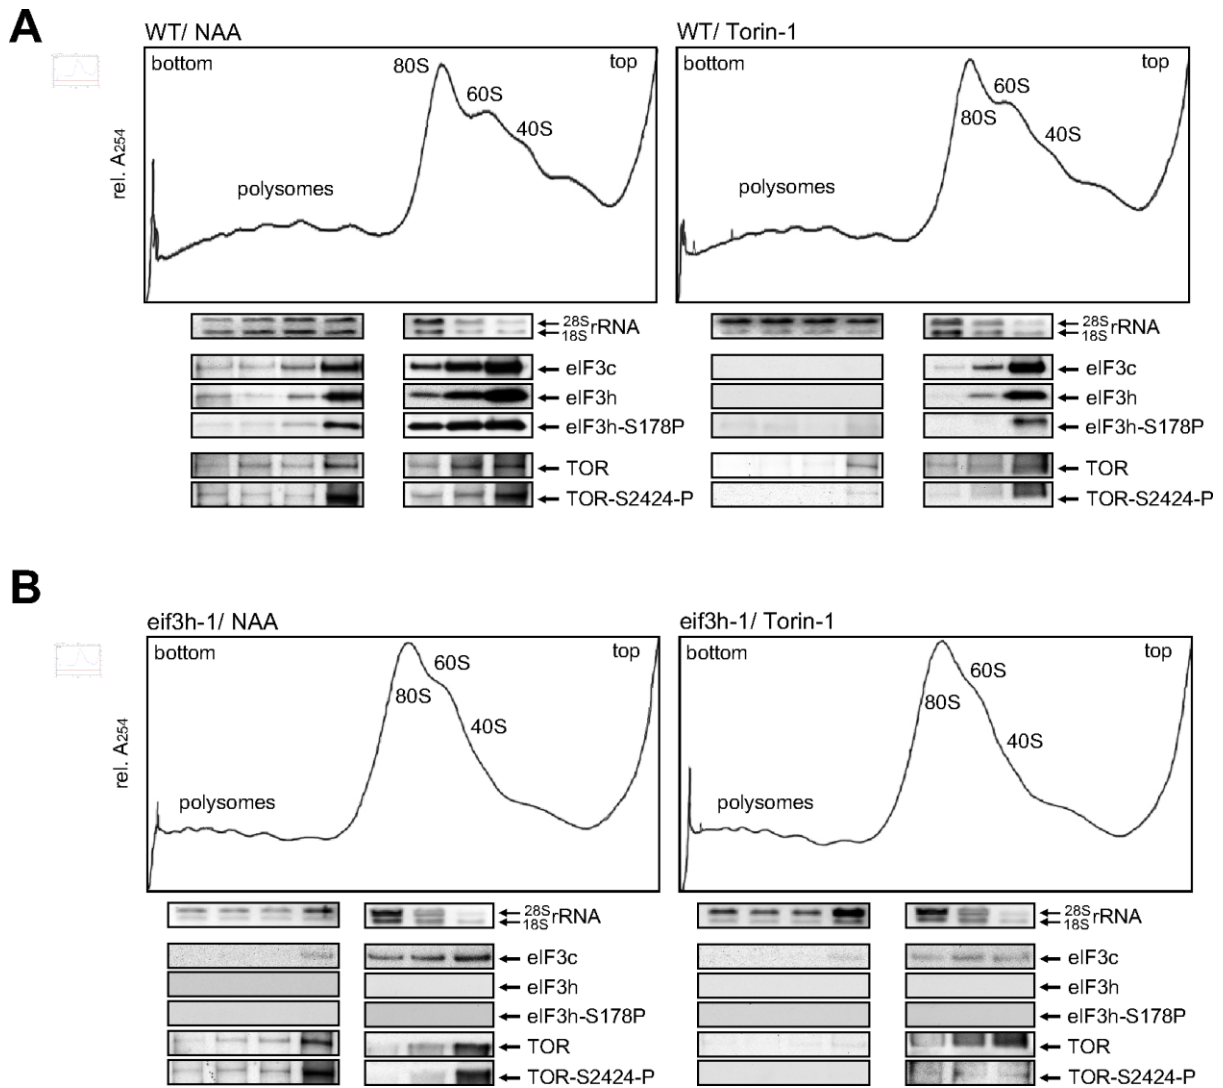 A
WT/ NAA
WT/ Torin-1
bottom
80S
top
bottom
top
60S
60S
40S
80S
40S
rel. A254
polysomes
polysomes
28S
18S rRNA
28S
18S rRNA
eIF3c
eIF3c
eIF3h
eIF3h
eIF3h-S178P
eIF3h-S178P
TOR
TOR
TOR-S2424-P
TOR-S2424-P
B
eif3h-1/ NAA
eif3h-1/ Torin-1
bottom
top
bottom
top
60S
60S
80S
80S
40S
40S
rel. A254
polysomes
polysomes
28S
18S rRNA
28S
18S rRNA
eIF3c
eIF3c
eIF3h
eIF3h
eIF3h-S178P
eIF3h-S178P
TOR
TOR
TOR-S2424-P
TOR-S2424-P